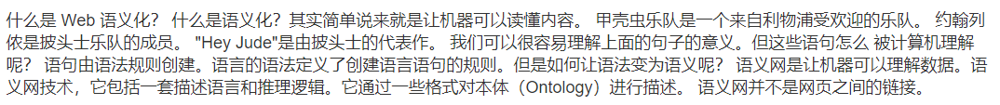 什么是 Web 语义化？ 什么是语义化？其实简单说来就是让机器可以读懂内容。 甲壳虫乐队是一个来自利物浦受欢迎的乐队。 约翰列
侬是披头士乐队的成员。 "Hey Jude"是由披头士的代表作。 我们可以很容易理解上面的句子的意义。但这些语句怎么 被计算机理解
呢？ 语句由语法规则创建。语言的语法定义了创建语言语句的规则。但是如何让语法变为语义呢？ 语义网是让机器可以理解数据。语
义网技术，它包括一套描述语言和推理逻辑。它通过一些格式对本体（Ontology）进行描述。 语义网并不是网页之间的链接。